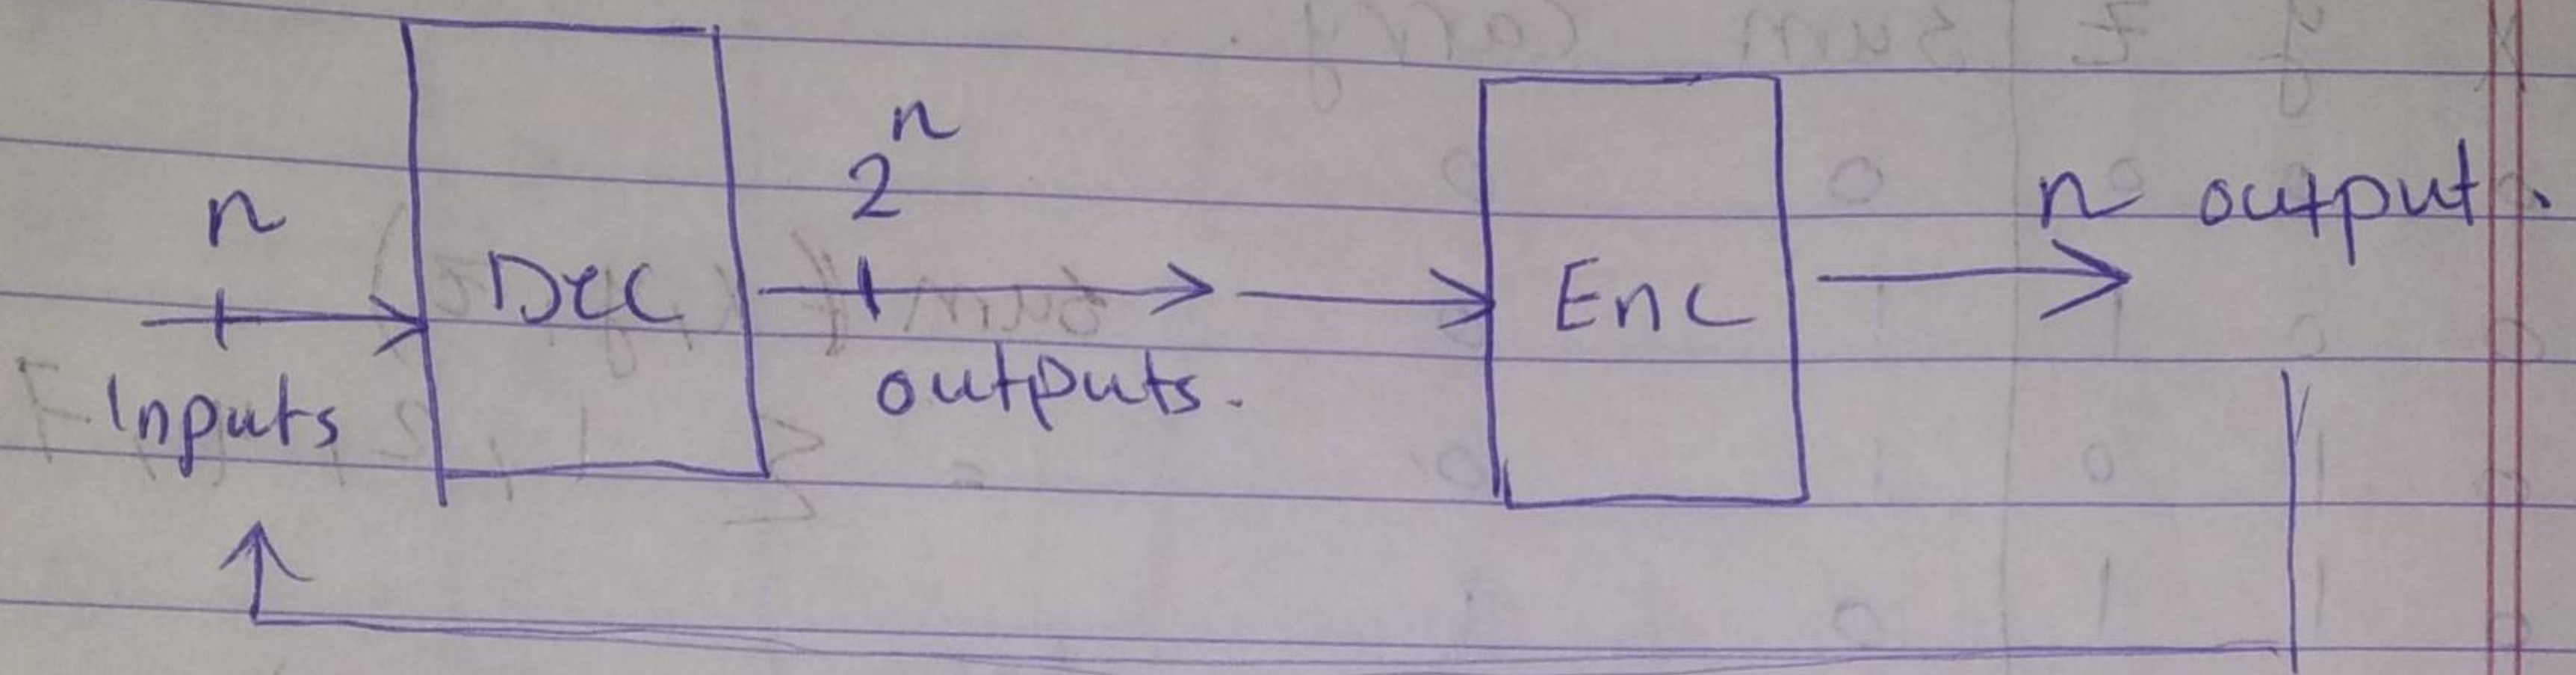 n
Inputs
Dec
2^n
outputs.
Enc
n output.